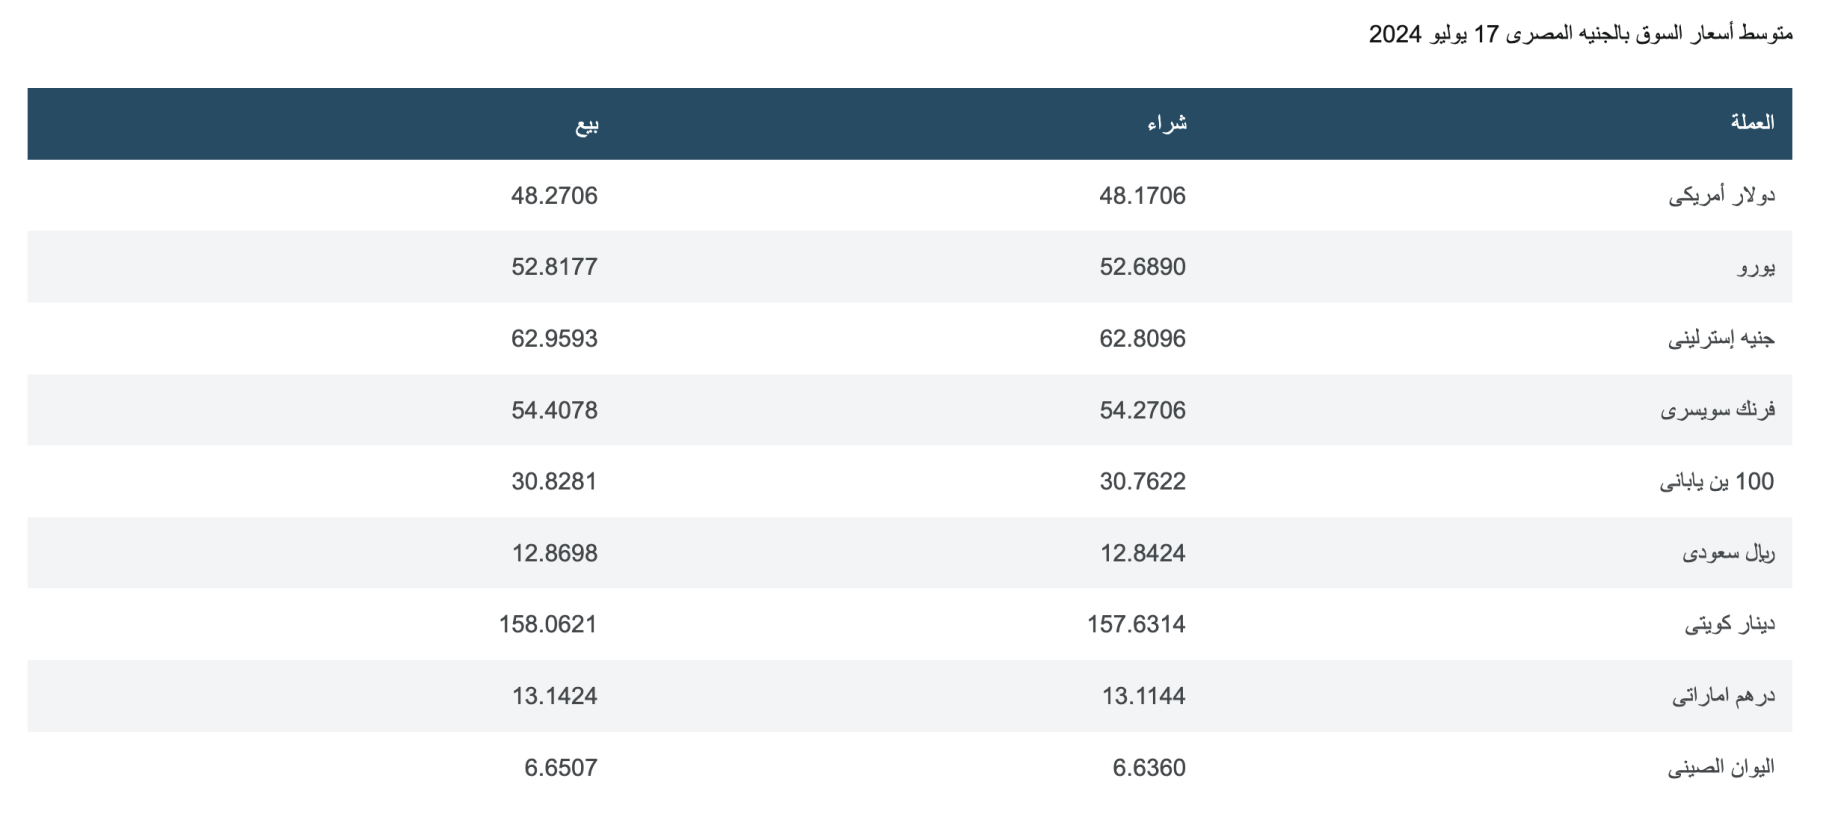 متوسط أسعار السوق بالجنيه المصرى 17 يوليو 2024
العملة شراء بيع
دولار أمريكى 48.1706 48.2706
يورو 52.6890 52.8177
جنيه إسترلينى 62.8096 62.9593
فرنك سويسرى 54.2706 54.4078
100 ين يابانى 30.7622 30.8281
ريال سعودى 12.8424 12.8698
دينار كويتى 157.6314 158.0621
درهم اماراتى 13.1144 13.1424
اليوان الصينى 6.6360 6.6507